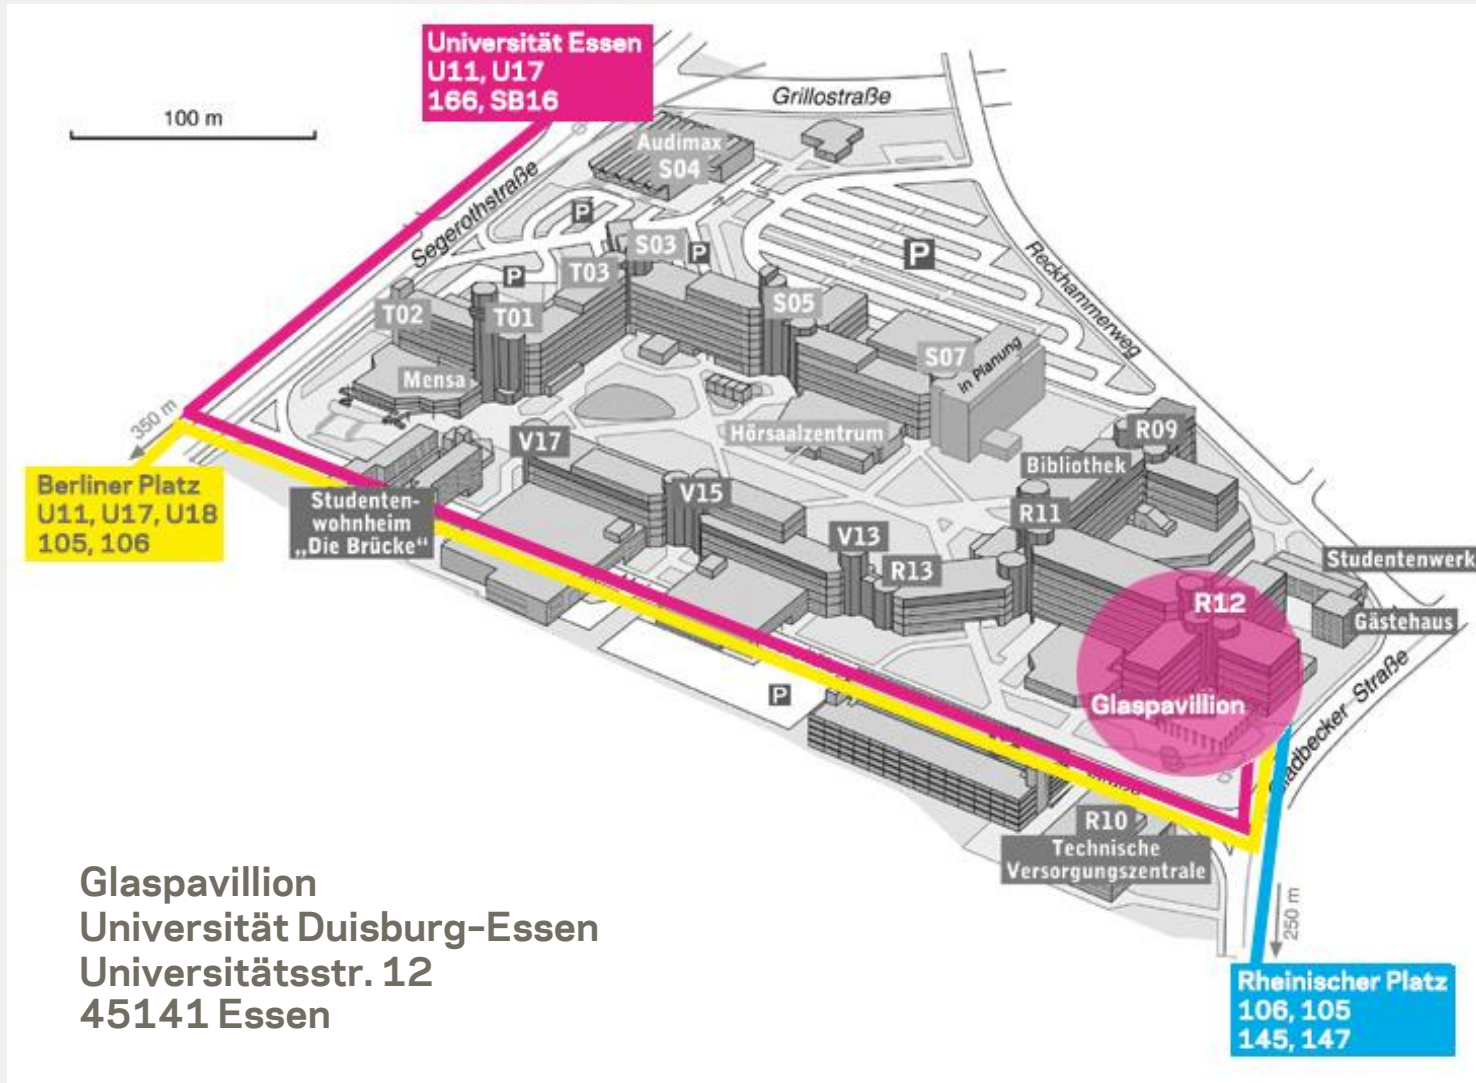 Universität Essen
U11, U17
166, SB16
100 m
Grillostraße
Audimax
S04
Segerothstraße
P
S03
P
P
T03
P
Reckhammerweg
T02
T01
S05
S07
in Planung
Mensa
350 m
V17
Hörsaalzentrum
R09
Bibliothek
Berliner Platz
U11, U17, U18
105, 106
Studenten-
wohnheim
„Die Brücke“
V15
R11
V13
R13
Studentenwerk
R12
Gästehaus
P
Glaspavillion
R10
Technische
Versorgungszentrale
250 m
Rheinischer Platz
106, 105
145, 147
Glaspavillion
Universität Duisburg-Essen
Universitätsstr. 12
45141 Essen
Straße